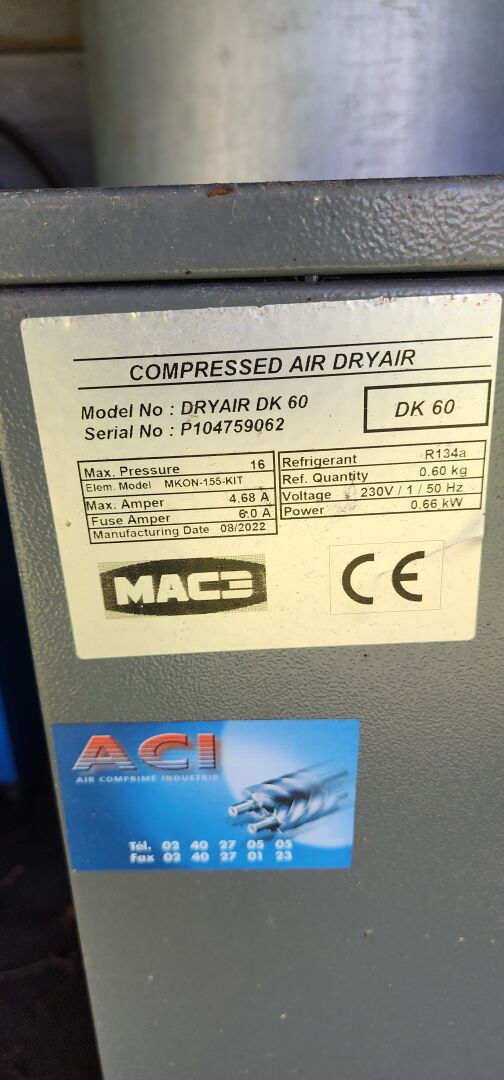 COMPRESSED AIR DRYAIR
Model No : DRYAIR DK 60
Serial No : P104759062
DK 60
Max. Pressure 16
Elem. Model MKON-155-KIT
Max. Amper 4.68 A
Fuse Amper 6.0 A
Manufacturing Date 08/2022
Refrigerant R134a
Ref. Quantity 0.60 kg
Voltage 230V / 1 / 50 Hz
Power 0.66 kW
MAC3
CE
ACI
AIR COMPRIMÉ INDUSTRIE
Tél. 02 40 27 05 05
Fax 02 40 27 01 23